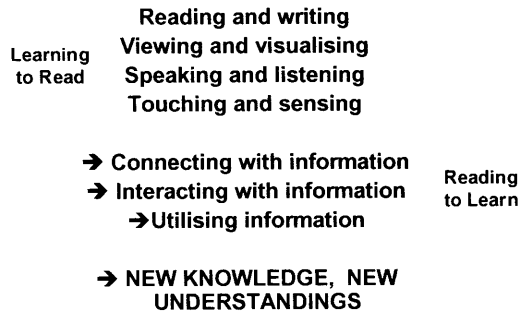 Reading and writing
Viewing and visualising
Learning
to Read
Speaking and listening
Touching and sensing
➔ Connecting with information
➔ Interacting with information
➔Utilising information
Reading
to Learn
➔ NEW KNOWLEDGE, NEW
UNDERSTANDINGS